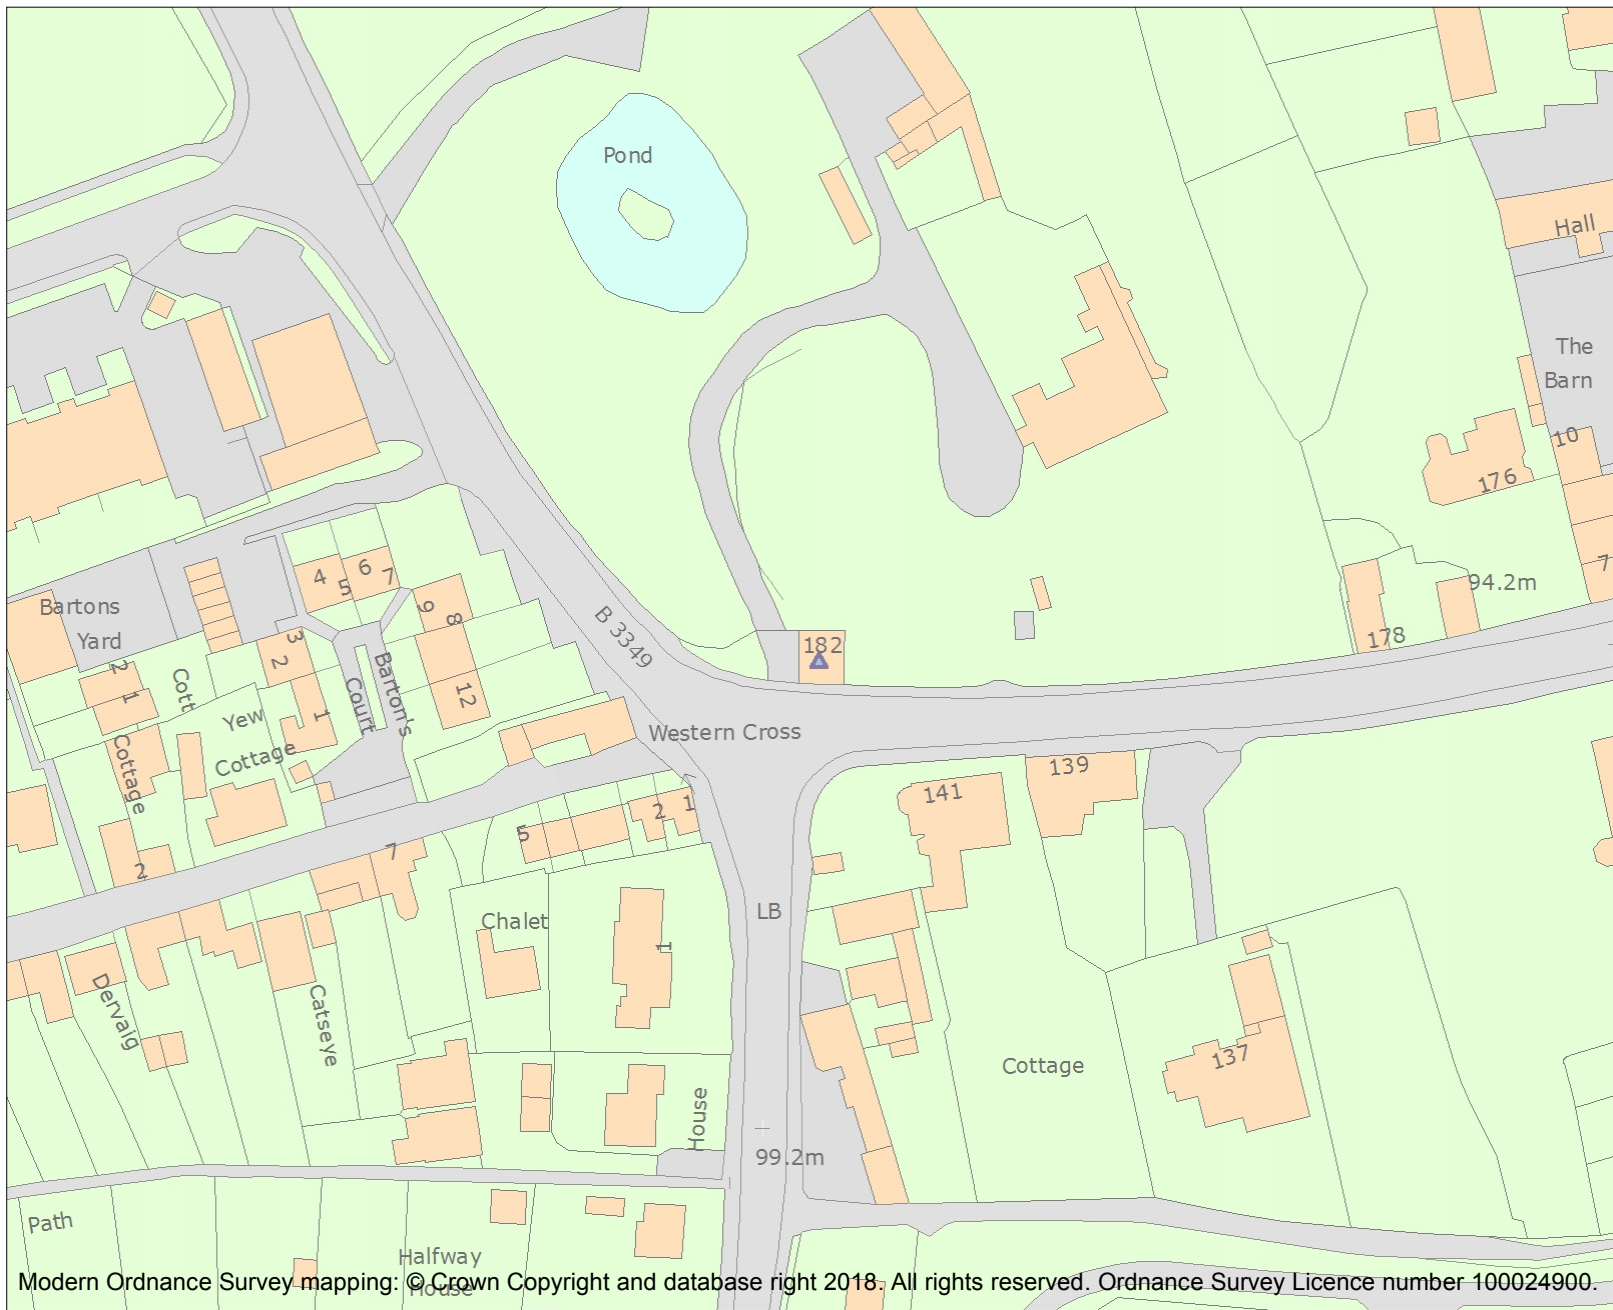 Pond
Hall
The
Barn
10
176
7
94.2m
178
182
B 3349
Western Cross
Bartons
Yard
4
5
6
7
9
8
12
3
2
1
Barton's
Court
2
1
Cott
Yew
Cottage
Cottage
2
7
5
2
1
139
141
LB
Chalet
1
Dervaig
Catseye
House
99.2m
Cottage
137
Path
Halfway
House
Modern Ordnance Survey mapping: © Crown Copyright and database right 2018. All rights reserved. Ordnance Survey Licence number 100024900.